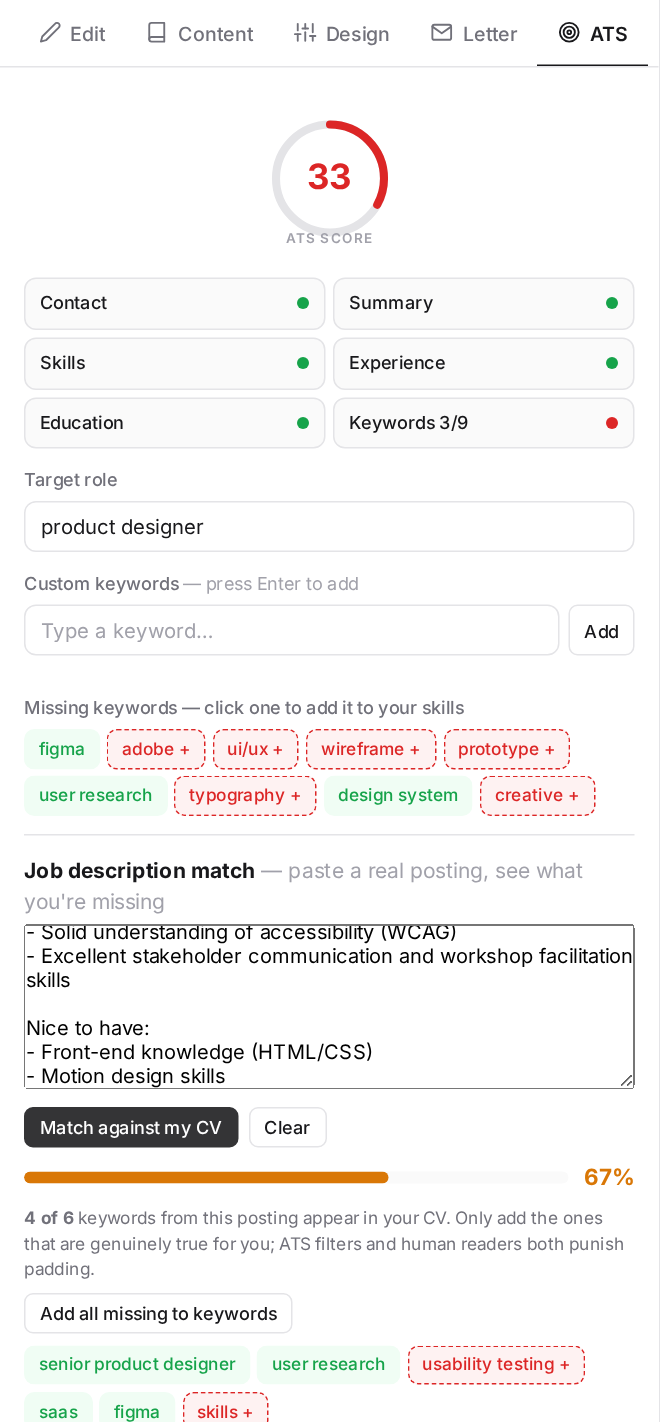 Edit Content Design Letter ATS
33
ATS SCORE
Contact Summary
Skills Experience
Education Keywords 3/9
Target role
product designer
Custom keywords — press Enter to add
Type a keyword... Add
Missing keywords — click one to add it to your skills
figma adobe + ui/ux + wireframe + prototype +
user research typography + design system creative +
Job description match — paste a real posting, see what
you're missing
- Solid understanding of accessibility (WCAG)
- Excellent stakeholder communication and workshop facilitation
skills
Nice to have:
- Front-end knowledge (HTML/CSS)
- Motion design skills
Match against my CV Clear
67%
4 of 6 keywords from this posting appear in your CV. Only add the ones
that are genuinely true for you; ATS filters and human readers both punish
padding.
Add all missing to keywords
senior product designer user research usability testing +
saas figma skills +